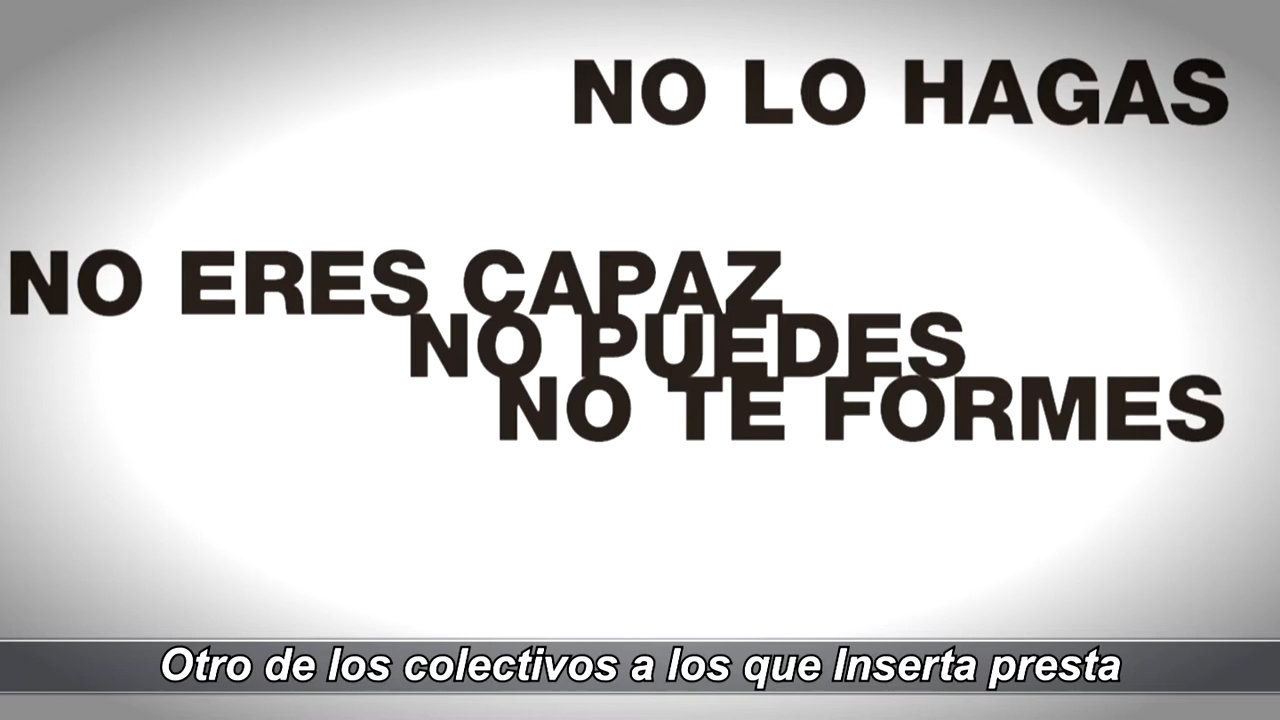 NO LO HAGAS
NO ERES CAPAZ
NO PUEDES
NO TE FORMES
Otro de los colectivos a los que Inserta presta